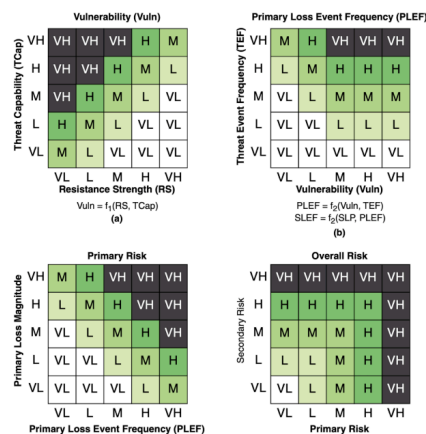 Vulnerability (Vuln)
Threat Capability (TCap)
VH VH VH VH H M
H VH VH H M L
M VH H M L VL
L H M L VL VL
VL M L VL VL VL
VL L M H VH
Resistance Strength (RS)
Vuln = f1(RS, TCap)
(a)
Primary Loss Event Frequency (PLEF)
Threat Event Frequency (TEF)
VH M L VH VH VH
H L M H H H
M VL L M M M
L VL VL L L L
VL VL VL VL VL VL
VL L M H VH
Vulnerability (Vuln)
PLEF = f2(Vuln, TEF)
SLEF = f2(SLP, PLEF)
(b)
Primary Risk
Primary Loss Magnitude
VH M H VH VH VH
H L M H VH VH
M VL L M H VH
L VL VL L M H
VL VL VL VL L M
VL L M H VH
Primary Loss Event Frequency (PLEF)
Overall Risk
Secondary Risk
VH VH VH VH VH VH
H H H H H VH
M M M M H VH
L L L M H VH
VL VL L M H VH
VL L M H VH
Primary Risk